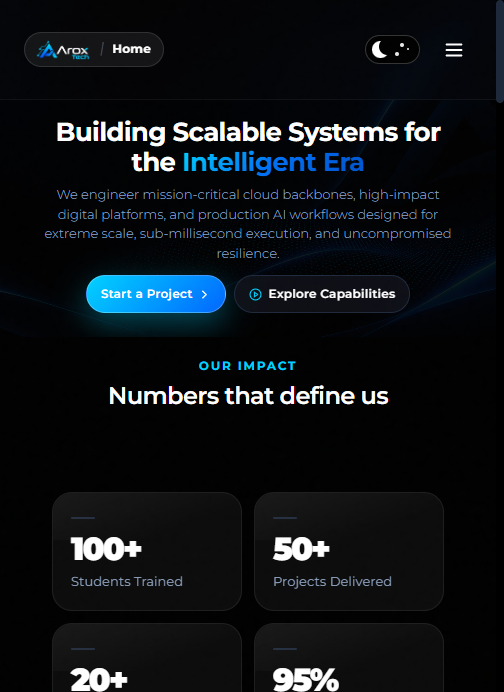 Arox
Tech
/ Home
Building Scalable Systems for
the Intelligent Era
We engineer mission-critical cloud backbones, high-impact
digital platforms, and production AI workflows designed for
extreme scale, sub-millisecond execution, and uncompromised
resilience.
Start a Project
Explore Capabilities
OUR IMPACT
Numbers that define us
100+
50+
Students Trained
Projects Delivered
20+
95%